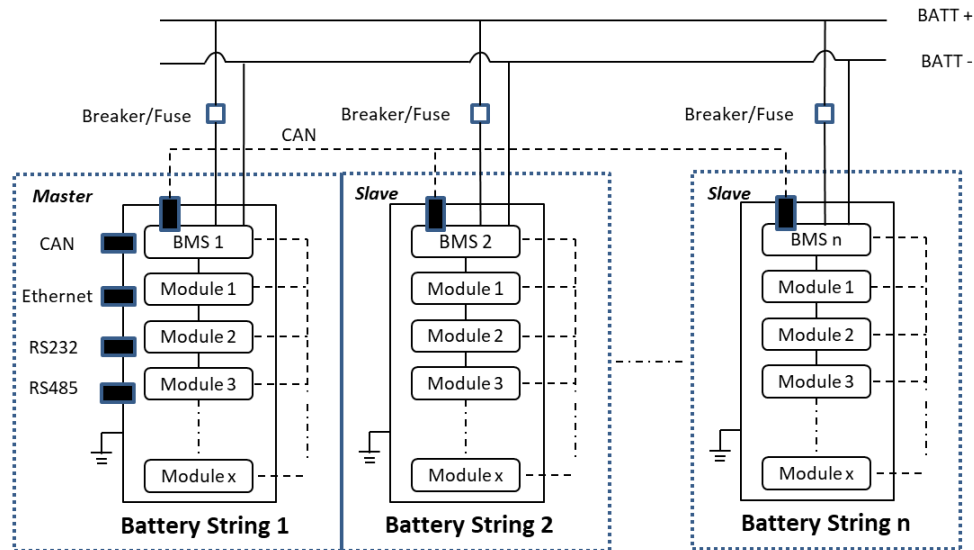 BATT +
BATT -
Breaker/Fuse
Breaker/Fuse
Breaker/Fuse
CAN
Master
CAN
Ethernet
RS232
RS485
BMS 1
Module 1
Module 2
Module 3
Module x
Battery String 1
Slave
BMS 2
Module 1
Module 2
Module 3
Module x
Battery String 2
Slave
BMS n
Module 1
Module 2
Module 3
Module x
Battery String n